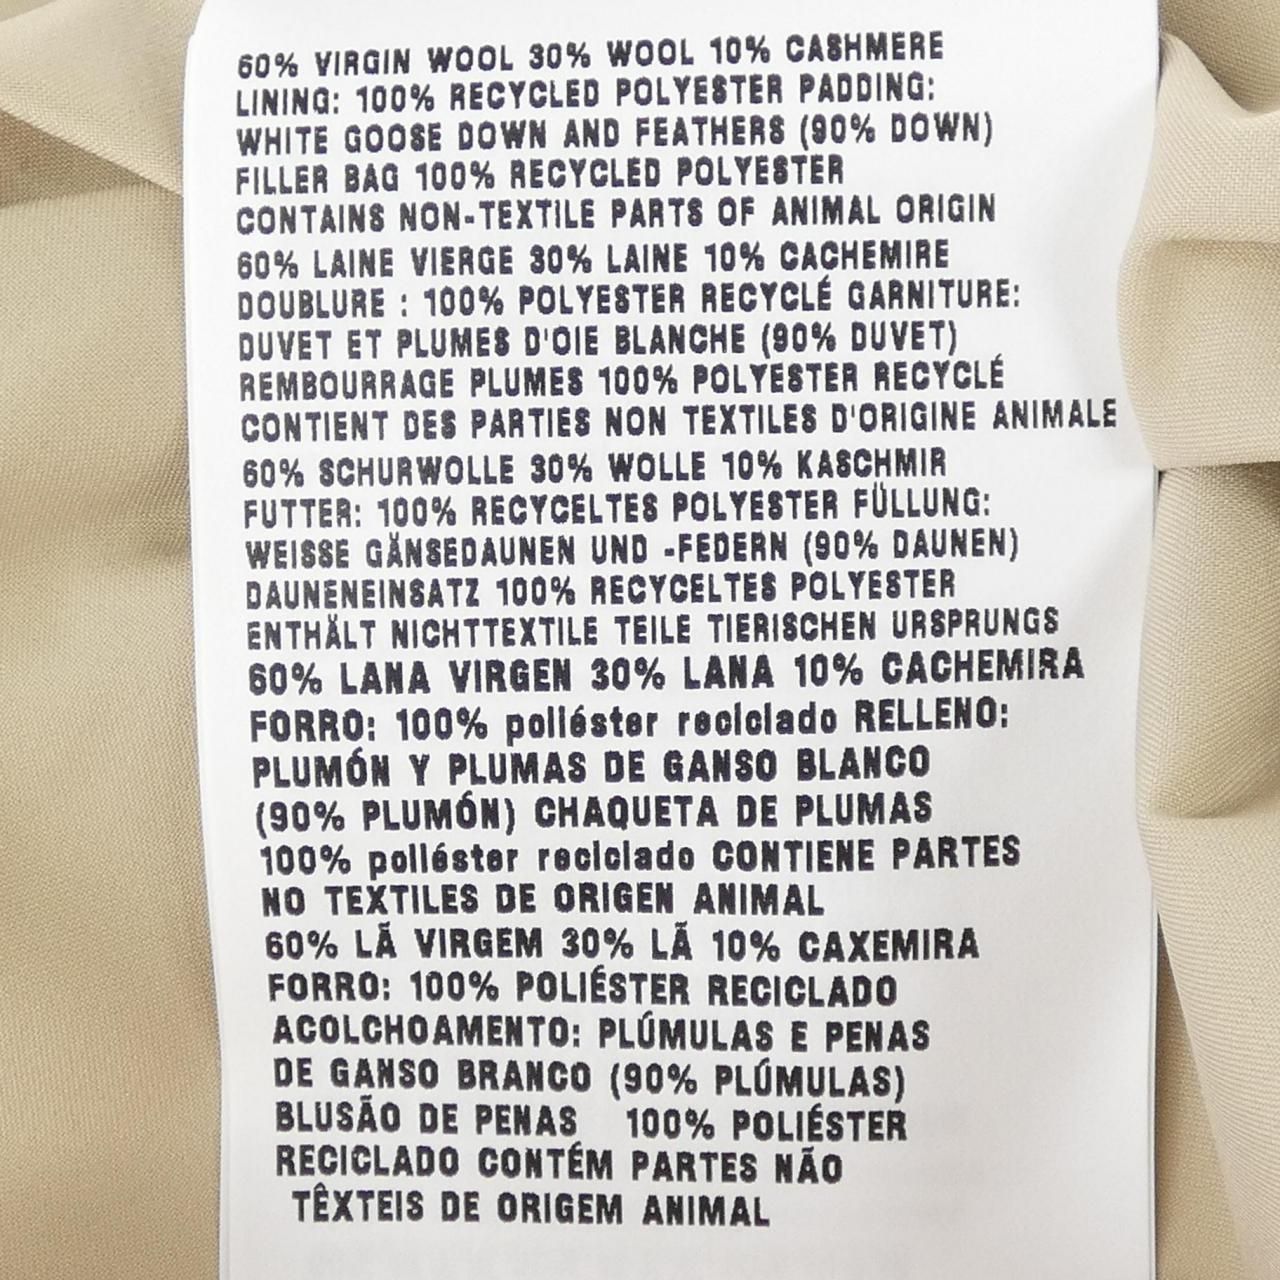 60% VIRGIN WOOL 30% WOOL 10% CASHMERE
LINING: 100% RECYCLED POLYESTER PADDING:
WHITE GOOSE DOWN AND FEATHERS (90% DOWN)
FILLER BAG 100% RECYCLED POLYESTER
CONTAINS NON-TEXTILE PARTS OF ANIMAL ORIGIN
60% LAINE VIERGE 30% LAINE 10% CACHEMIRE
DOUBLURE : 100% POLYESTER RECYCLÉ GARNITURE:
DUVET ET PLUMES D'OIE BLANCHE (90% DUVET)
REMBOURRAGE PLUMES 100% POLYESTER RECYCLÉ
CONTIENT DES PARTIES NON TEXTILES D'ORIGINE ANIMALE
60% SCHURWOLLE 30% WOLLE 10% KASCHMIR
FUTTER: 100% RECYCELTES POLYESTER FÜLLUNG:
WEISSE GÄNSEDAUNEN UND -FEDERN (90% DAUNEN)
DAUNENEINSATZ 100% RECYCELTES POLYESTER
ENTHÄLT NICHTTEXTILE TEILE TIERISCHEN URSPRUNGS
60% LANA VIRGEN 30% LANA 10% CACHEMIRA
FORRO: 100% poliéster reciclado RELLENO:
PLUMÓN Y PLUMAS DE GANSO BLANCO
(90% PLUMÓN) CHAQUETA DE PLUMAS
100% poliéster reciclado CONTIENE PARTES
NO TEXTILES DE ORIGEN ANIMAL
60% LÃ VIRGEM 30% LÃ 10% CAXEMIRA
FORRO: 100% POLIÉSTER RECICLADO
ACOLCHOAMENTO: PLÚMULAS E PENAS
DE GANSO BRANCO (90% PLÚMULAS)
BLUSÃO DE PENAS 100% POLIÉSTER
RECICLADO CONTÉM PARTES NÃO
TÊXTEIS DE ORIGEM ANIMAL